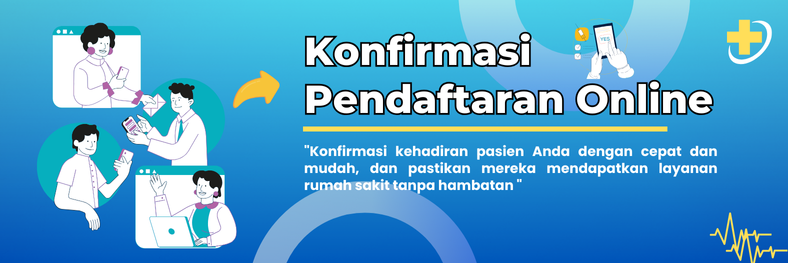 Konfirmasi
Pendaftaran Online
YES
"Konfirmasi kehadiran pasien Anda dengan cepat dan
mudah, dan pastikan mereka mendapatkan layanan
rumah sakit tanpa hambatan "